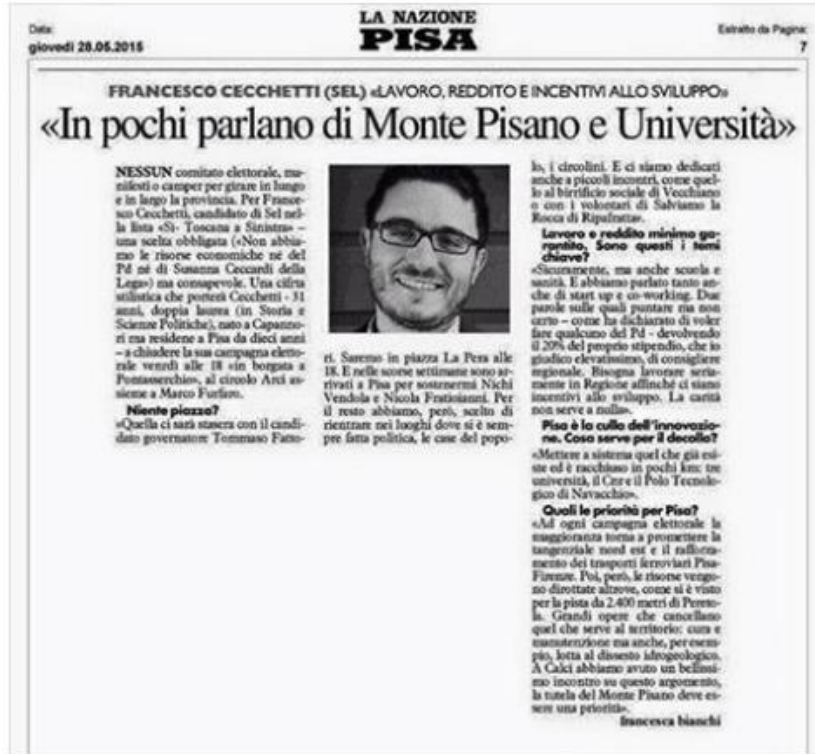 Data:
giovedì 28.05.2015
LA NAZIONE
PISA
Estratto da Pagina:
7
FRANCESCO CECCHETTI (SEL) «LAVORO, REDDITO E INCENTIVI ALLO SVILUPPO»
«In pochi parlano di Monte Pisano e Università»
NESSUN comitato elettorale, ma-
nifesti o camper per girare in lungo
e in largo la provincia. Per France-
sco Cecchetti, candidato di Sel nel-
la lista «Sì- Toscana a Sinistra» –
una scelta obbligata («Non abbia-
mo le risorse economiche né del
Pd né di Susanna Ceccardi della
Lega») ma consapevole. Una cifra
stilistica che porterà Cecchetti - 31
anni, doppia laurea (in Storia e
Scienze Politiche), nato a Capanno-
ri ma residene a Pisa da dieci anni
– a chiudere la sua campagna eletto-
rale venrdì alle 18 «in borgata a
Pontasserchio», al circolo Arci as-
sieme a Marco Furfaro.
Niente piazza?
«Quella ci sarà stasera con il candi-
dato governatore Tommaso Fatto-
ri. Saremo in piazza La Pera alle
18. E nelle scorse settimane sono ar-
rivati a Pisa per sostenermi Nichi
Vendola e Nicola Fratoianni. Per
il resto abbiamo, però, scelto di
rientrare nei luoghi dove si è sem-
pre fatta politica, le case del popo-
lo, i circolini. E ci siamo dedicati
anche a piccoli incontri, come quel-
lo al birrificio sociale di Vecchiano
o con i volontari di Salviamo la
Rocca di Ripafratta».
Lavoro e reddito minimo ga-
rantito. Sono questi i temi
chiave?
«Sicuramente, ma anche scuola e
sanità. E abbiamo parlato tanto an-
che di start up e co-working. Due
parole sulle quali puntare ma non
certo – come ha dichiarato di voler
fare qualcuno del Pd - devolvendo
il 20% del proprio stipendio, che io
giudico elevatissimo, di consigliere
regionale. Bisogna lavorare seria-
mente in Regione affinché ci siano
incentivi allo sviluppo. La carità
non serve a nulla».
Pisa è la culla dell'innovazio-
ne. Cosa serve per il decollo?
«Mettere a sistema quel che già esi-
ste ed è racchiuso in pochi km: tre
università, il Cnr e il Polo Tecnolo-
gico di Navacchio».
Quali le priorità per Pisa?
«Ad ogni campagna elettorale la
maggioranza torna a promettere la
tangenziale nord est e il rafforza-
mento dei trasporti ferroviari Pisa-
Firenze. Poi, però, le risorse vengo-
no dirottate altrove, come si è visto
per la pista da 2.400 metri di Pereto-
la. Grandi opere che cancellano
quel che serve al territorio: cura e
manutenzione ma anche, per esem-
pio, lotta al dissesto idrogeologico.
A Calci abbiamo avuto un bellissi-
mo incontro su questo argomento,
la tutela del Monte Pisano deve es-
sere una priorità».
francesca bianchi